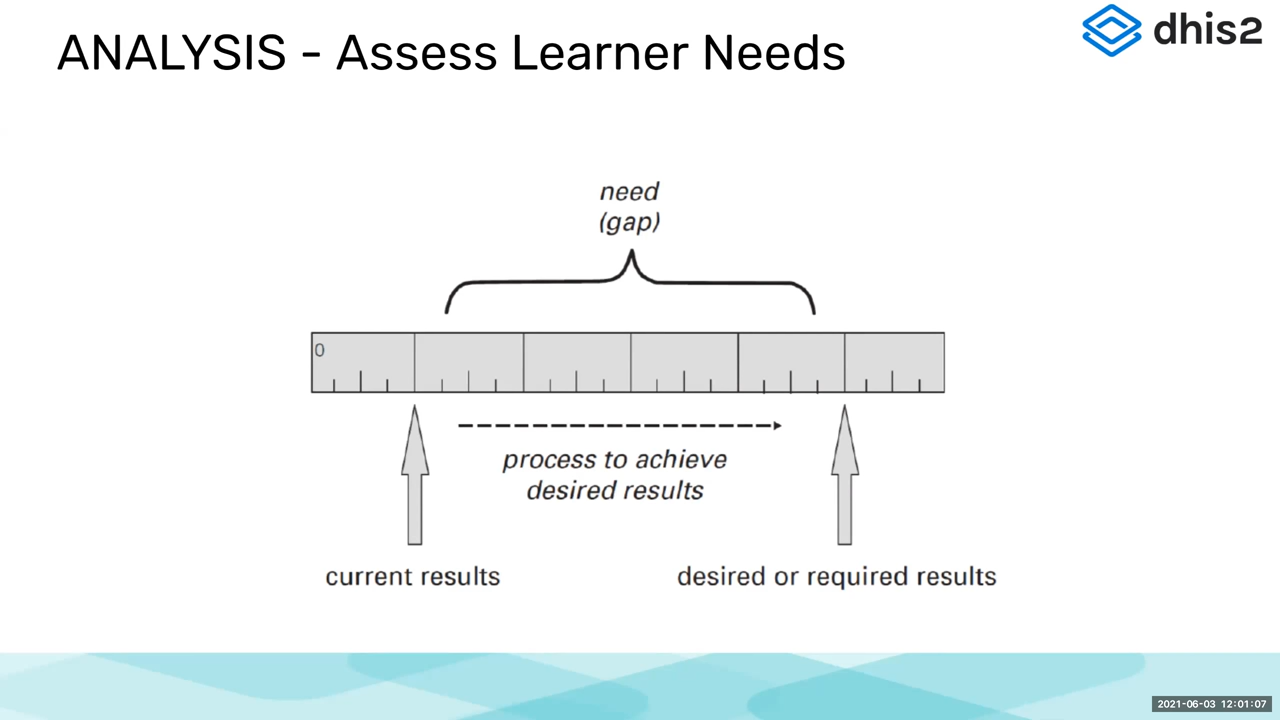 ANALYSIS - Assess Learner Needs
dhis2
need
(gap)
0
process to achieve
desired results
current results
desired or required results
2021-06-03 12:01:07